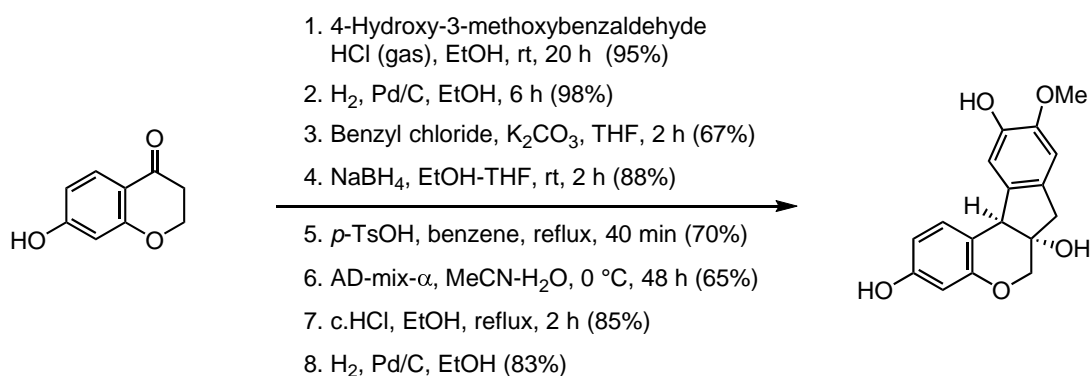 1. 4-Hydroxy-3-methoxybenzaldehyde
HCl (gas), EtOH, rt, 20 h (95%)
2. H₂, Pd/C, EtOH, 6 h (98%)
3. Benzyl chloride, K₂CO₃, THF, 2 h (67%)
4. NaBH₄, EtOH-THF, rt, 2 h (88%)
5. p-TsOH, benzene, reflux, 40 min (70%)
6. AD-mix-α, MeCN-H₂O, 0 °C, 48 h (65%)
7. c.HCl, EtOH, reflux, 2 h (85%)
8. H₂, Pd/C, EtOH (83%)
O
HO
O
HO
OMe
H
OH
HO
O